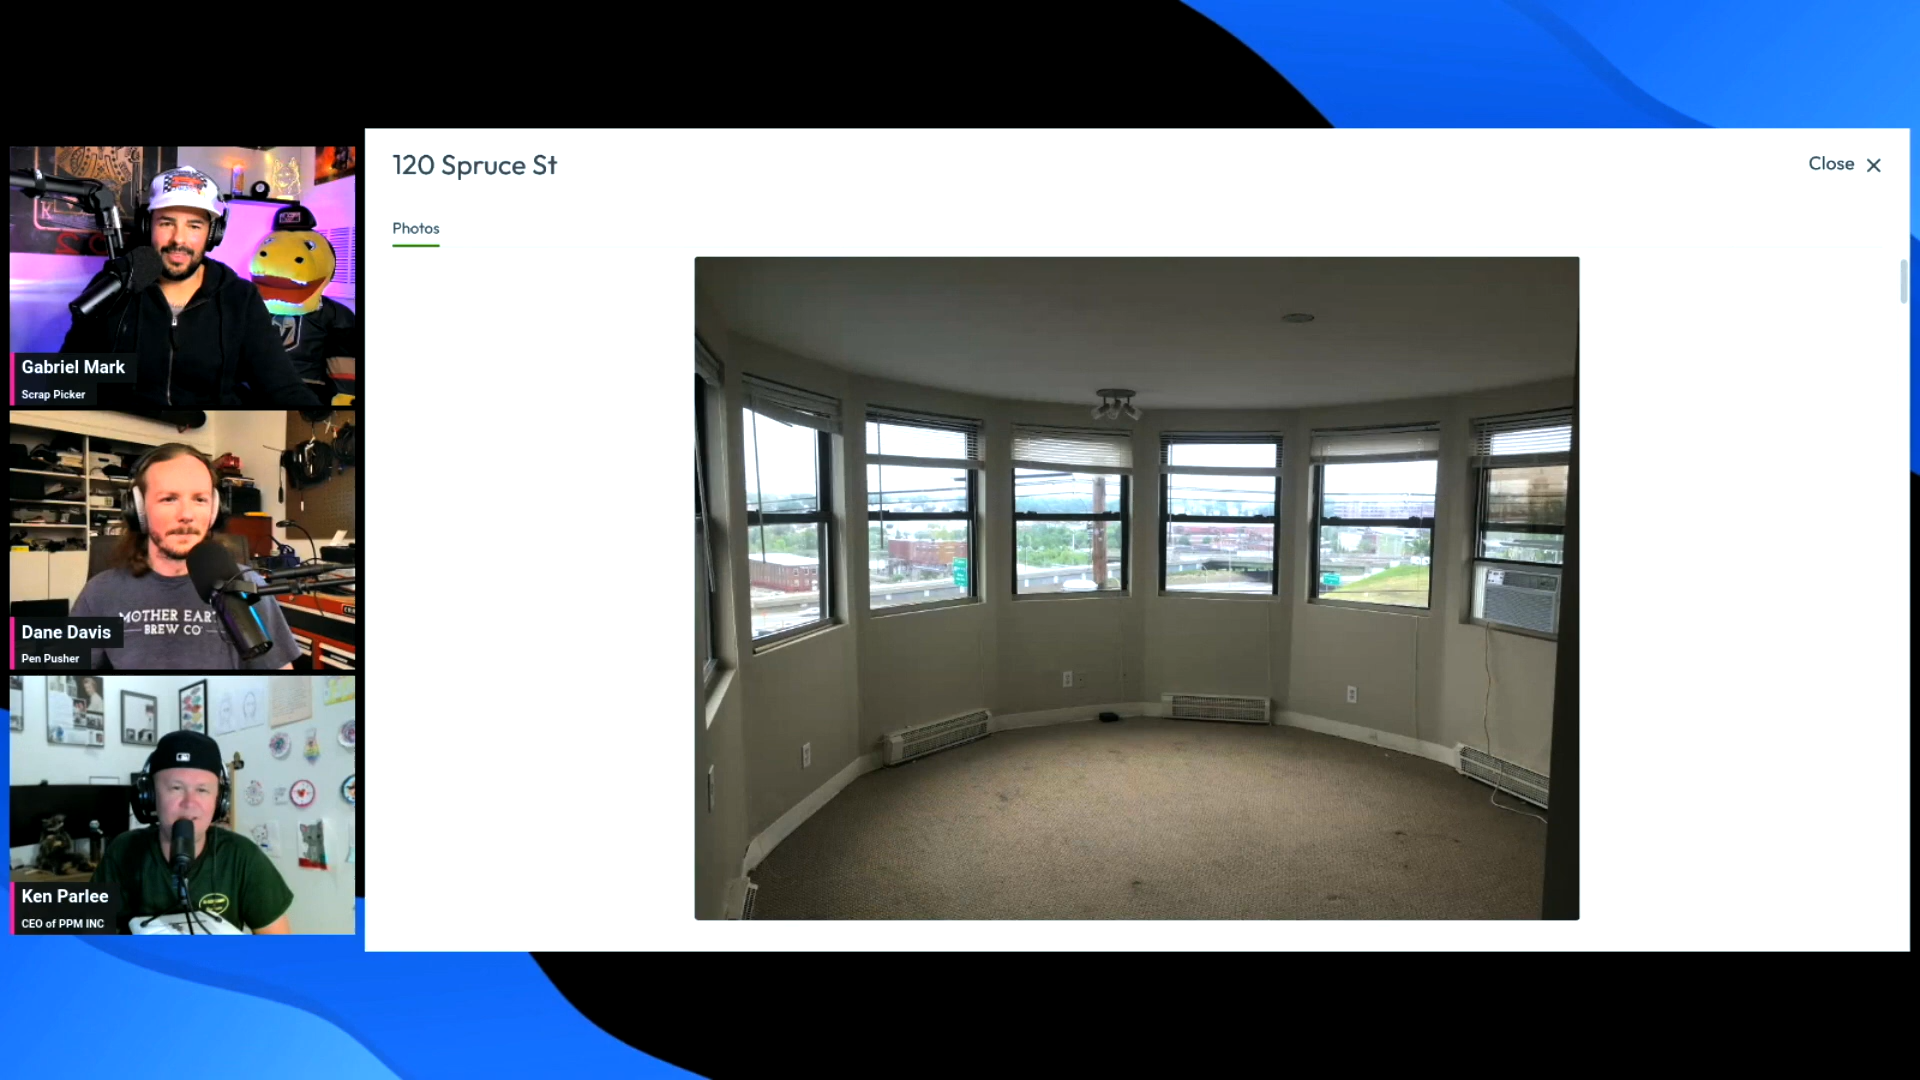 120 Spruce St
Close
Photos
Gabriel Mark
Scrap Picker
MOTHER EAR
BREW CO
Dane Davis
Pen Pusher
Ken Parlee
CEO of PPM INC